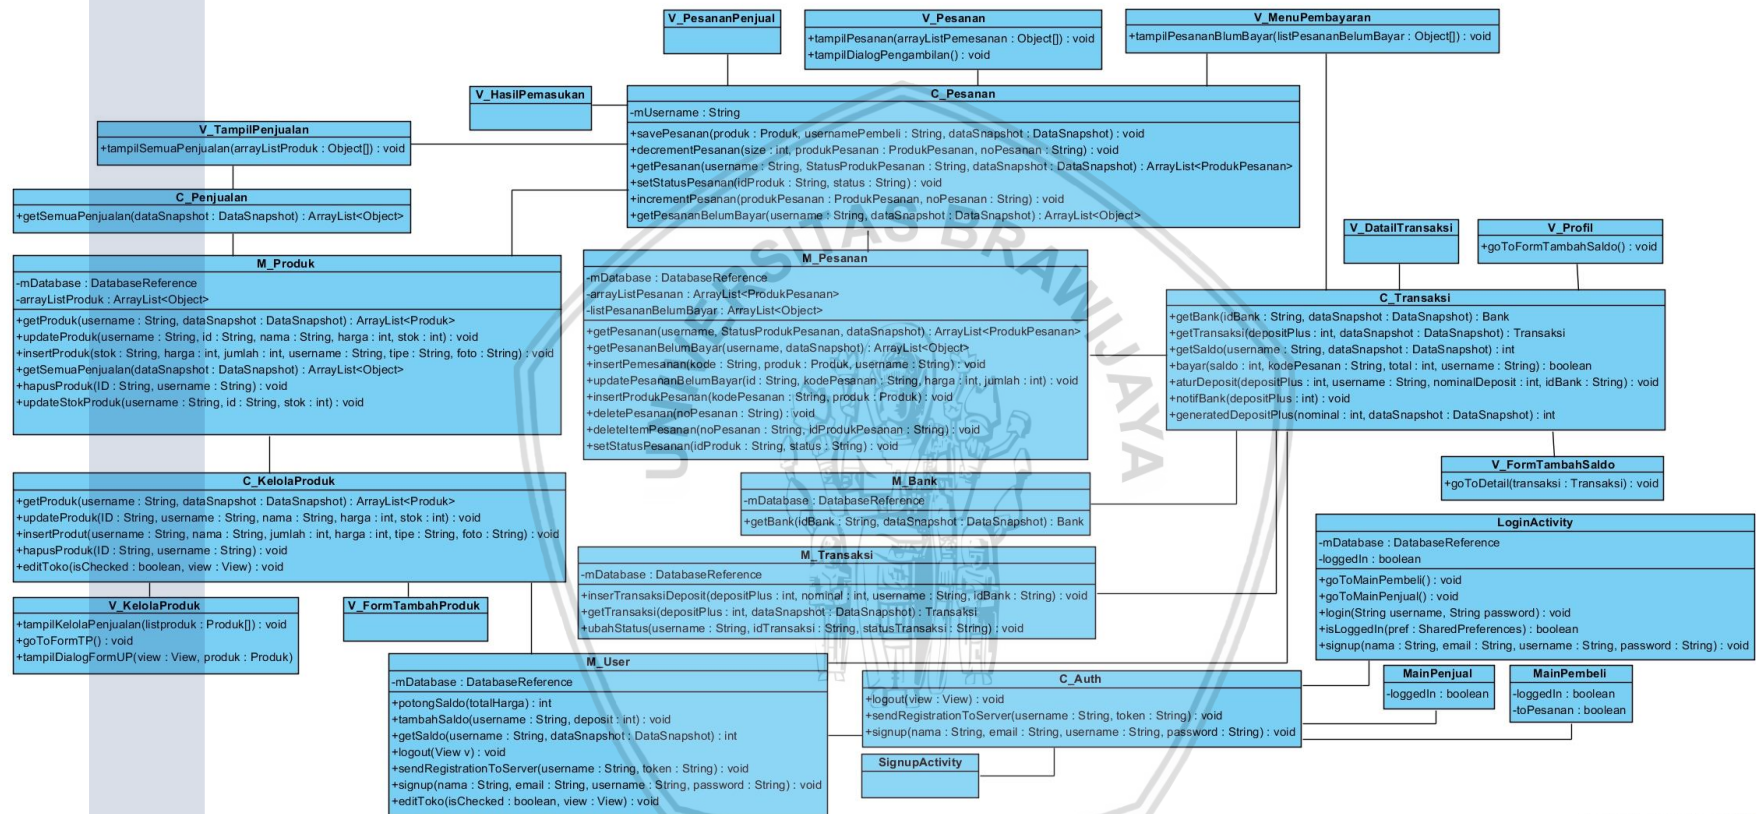 V_PesananPenjual
V_Pesanan
+tampilPesanan(arrayListPemesanan : Object[]) : void
+tampilDialogPengambilan() : void
V_MenuPembayaran
+tampilPesananBlumBayar(listPesananBelumBayar : Object[]) : void
V_HasilPemasukan
C_Pesanan
-mUsername : String
+savePesanan(produk : Produk, usernamePembeli : String, dataSnapshot : DataSnapshot) : void
+decrementPesanan(size : int, produkPesanan : ProdukPesanan, noPesanan : String) : void
+getPesanan(username : String, StatusProdukPesanan : String, dataSnapshot : DataSnapshot) : ArrayList<ProdukPesanan>
+setStatusPesanan(idProduk : String, status : String) : void
+incrementPesanan(produkPesanan : ProdukPesanan, noPesanan : String) : void
+getPesananBelumBayar(username : String, dataSnapshot : DataSnapshot) : ArrayList<Object>
V_TampilPenjualan
+tampilSemuaPenjualan(arrayListProduk : Object[]) : void
C_Penjualan
+getSemuaPenjualan(dataSnapshot : DataSnapshot) : ArrayList<Object>
M_Produk
-mDatabase : DatabaseReference
-arrayListProduk : ArrayList<Object>
+getProduk(username : String, dataSnapshot : DataSnapshot) : ArrayList<Produk>
+updateProduk(username : String, id : String, nama : String, harga : int, stok : int) : void
+insertProduk(stok : String, harga : int, jumlah : int, username : String, tipe : String, foto : String) : void
+getSemuaPenjualan(dataSnapshot : DataSnapshot) : ArrayList<Object>
+hapusProduk(ID : String, username : String) : void
+updateStokProduk(username : String, id : String, stok : int) : void
M_Pesanan
-mDatabase : DatabaseReference
-arrayListPesanan : ArrayList<ProdukPesanan>
-listPesananBelumBayar : ArrayList<Object>
+getPesanan(username, StatusProdukPesanan, dataSnapshot) : ArrayList<ProdukPesanan>
+getPesananBelumBayar(username, dataSnapshot) : ArrayList<Object>
+insertPemesanan(kode : String, produk : Produk, username : String) : void
+updatePesananBelumBayar(id : String, kodePesanan : String, harga : int, jumlah : int) : void
+insertProdukPesanan(kodePesanan : String, produk : Produk) : void
+deletePesanan(noPesanan : String) : void
+deleteItemPesanan(noPesanan : String, idProdukPesanan : String) : void
+setStatusPesanan(idProduk : String, status : String) : void
V_DatailTransaksi
V_Profil
+goToFormTambahSaldo() : void
C_Transaksi
+getBank(idBank : String, dataSnapshot : DataSnapshot) : Bank
+getTransaksi(depositPlus : int, dataSnapshot : DataSnapshot) : Transaksi
+getSaldo(username : String, dataSnapshot : DataSnapshot) : int
+bayar(saldo : int, kodePesanan : String, total : int, username : String) : boolean
+aturDeposit(depositPlus : int, username : String, nominalDeposit : int, idBank : String) : void
+notifBank(depositPlus : int) : void
+generatedDepositPlus(nominal : int, dataSnapshot : DataSnapshot) : int
V_FormTambahSaldo
+goToDetail(transaksi : Transaksi) : void
C_KelolaProduk
+getProduk(username : String, dataSnapshot : DataSnapshot) : ArrayList<Produk>
+updateProduk(ID : String, username : String, nama : String, harga : int, stok : int) : void
+insertProdut(username : String, nama : String, jumlah : int, harga : int, tipe : String, foto : String) : void
+hapusProduk(ID : String, username : String) : void
+editToko(isChecked : boolean, view : View) : void
M_Bank
-mDatabase : DatabaseReference
+getBank(idBank : String, dataSnapshot : DataSnapshot) : Bank
LoginActivity
-mDatabase : DatabaseReference
-loggedIn : boolean
+goToMainPembeli() : void
+goToMainPenjual() : void
+login(String username, String password) : void
+isLoggedIn(pref : SharedPreferences) : boolean
+signup(nama : String, email : String, username : String, password : String) : void
M_Transaksi
-mDatabase : DatabaseReference
+inserTransaksiDeposit(depositPlus : int, nominal : int, username : String, idBank : String) : void
+getTransaksi(depositPlus : int, dataSnapshot : DataSnapshot) : Transaksi
+ubahStatus(username : String, idTransaksi : String, statusTransaksi : String) : void
V_KelolaProduk
+tampilKelolaPenjualan(listproduk : Produk[]) : void
+goToFormTP() : void
+tampilDialogFormUP(view : View, produk : Produk)
V_FormTambahProduk
M_User
-mDatabase : DatabaseReference
+potongSaldo(totalHarga) : int
+tambahSaldo(username : String, deposit : int) : void
+getSaldo(username : String, dataSnapshot : DataSnapshot) : int
+logout(View v) : void
+sendRegistrationToServer(username : String, token : String) : void
+signup(nama : String, email : String, username : String, password : String) : void
+editToko(isChecked : boolean, view : View) : void
C_Auth
+logout(view : View) : void
+sendRegistrationToServer(username : String, token : String) : void
+signup(nama : String, email : String, username : String, password : String) : void
MainPenjual
-loggedIn : boolean
MainPembeli
-loggedIn : boolean
-toPesanan : boolean
SignupActivity
UNIVERSITAS BRAWIJAYA